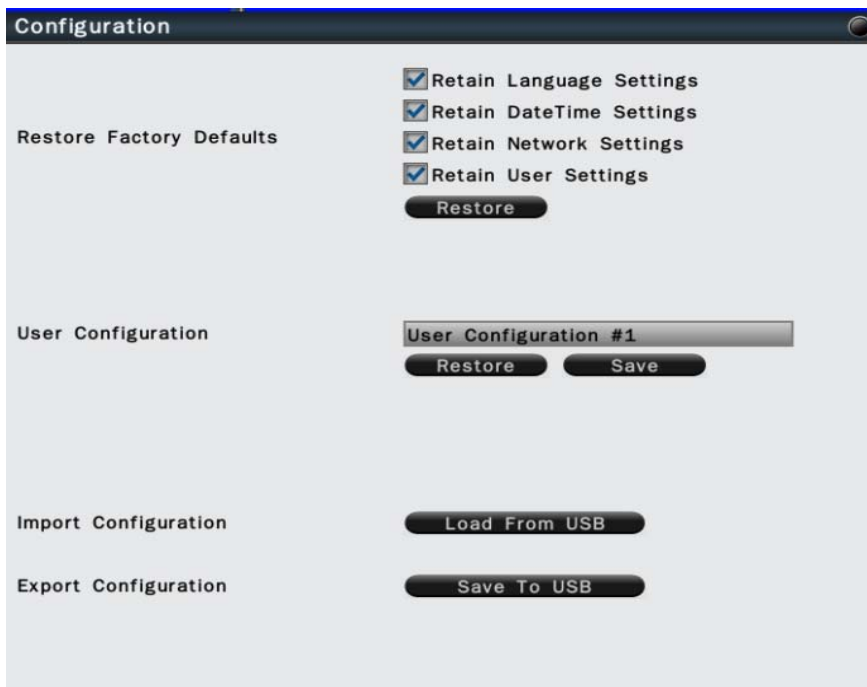 Configuration
Retain Language Settings
Retain DateTime Settings
Restore Factory Defaults
Retain Network Settings
Retain User Settings
Restore
User Configuration
User Configuration #1
Restore Save
Import Configuration
Load From USB
Export Configuration
Save To USB